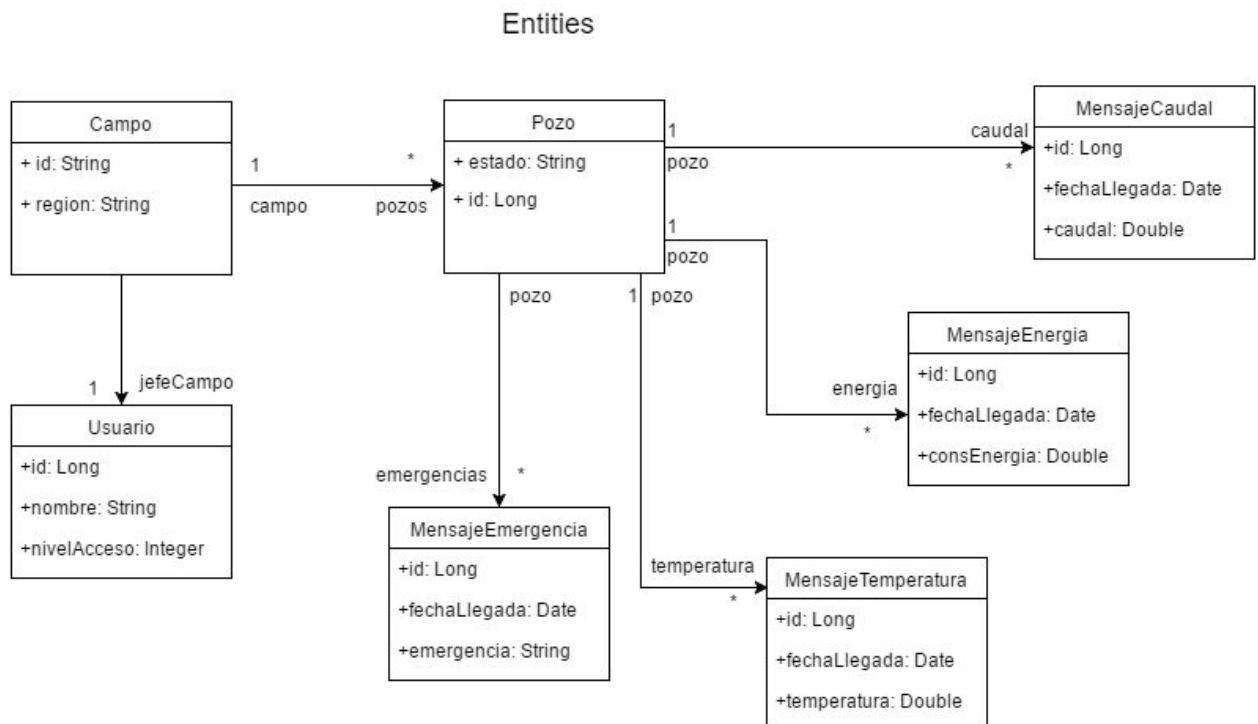 Entities
Campo
+ id: String
+ region: String
1
campo
*
pozos
Pozo
+ estado: String
+ id: Long
1
pozo
caudal
*
MensajeCaudal
+id: Long
+fechaLlegada: Date
+caudal: Double
1
pozo
energia
*
MensajeEnergia
+id: Long
+fechaLlegada: Date
+consEnergia: Double
pozo
emergencias
*
MensajeEmergencia
+id: Long
+fechaLlegada: Date
+emergencia: String
1
pozo
temperatura
*
MensajeTemperatura
+id: Long
+fechaLlegada: Date
+temperatura: Double
1
jefeCampo
Usuario
+id: Long
+nombre: String
+nivelAcceso: Integer